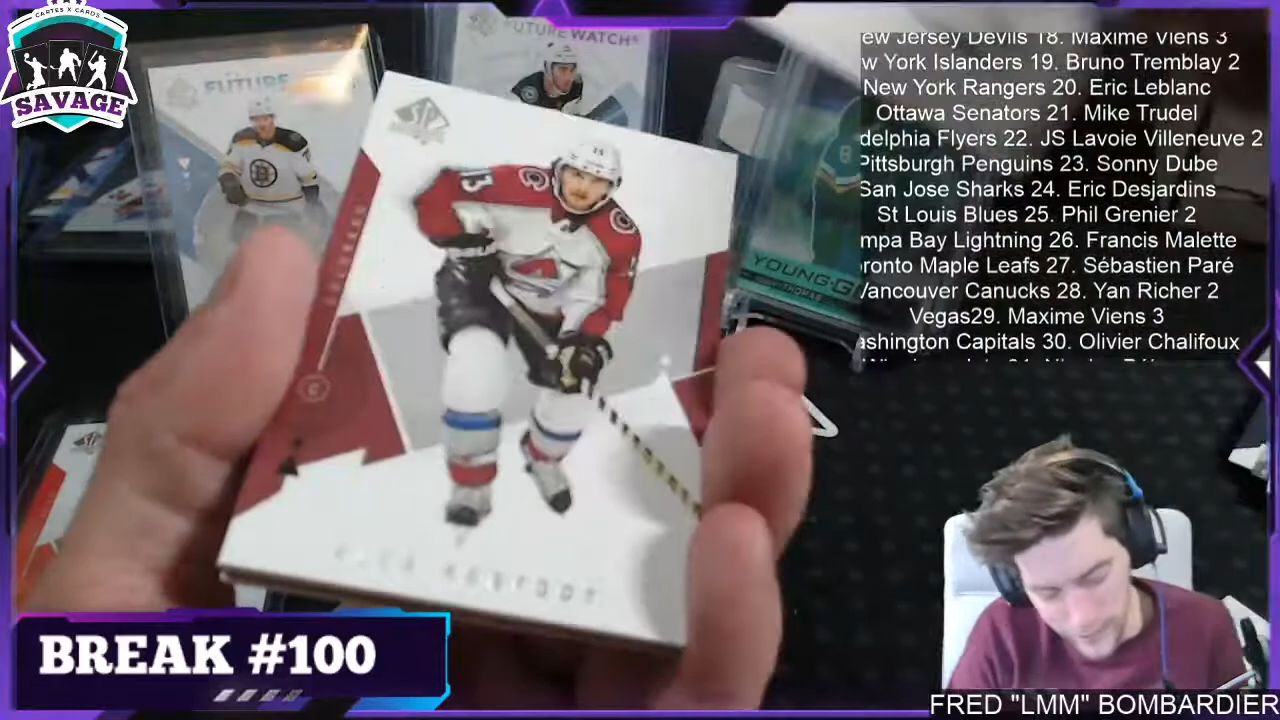 CARTES X CARDS
SAVAGE
FUTURE
FUTURE WATCH
SP
13
YOUNG G
THOMAS
ew Jersey Devils 18. Maxime Viens 3
w York Islanders 19. Bruno Tremblay 2
New York Rangers 20. Eric Leblanc
Ottawa Senators 21. Mike Trudel
delphia Flyers 22. JS Lavoie Villeneuve 2
Pittsburgh Penguins 23. Sonny Dube
San Jose Sharks 24. Eric Desjardins
St Louis Blues 25. Phil Grenier 2
mpa Bay Lightning 26. Francis Malette
ronto Maple Leafs 27. Sébastien Paré
Vancouver Canucks 28. Yan Richer 2
Vegas29. Maxime Viens 3
ashington Capitals 30. Olivier Chalifoux
BREAK #100
FRED "LMM" BOMBARDIER